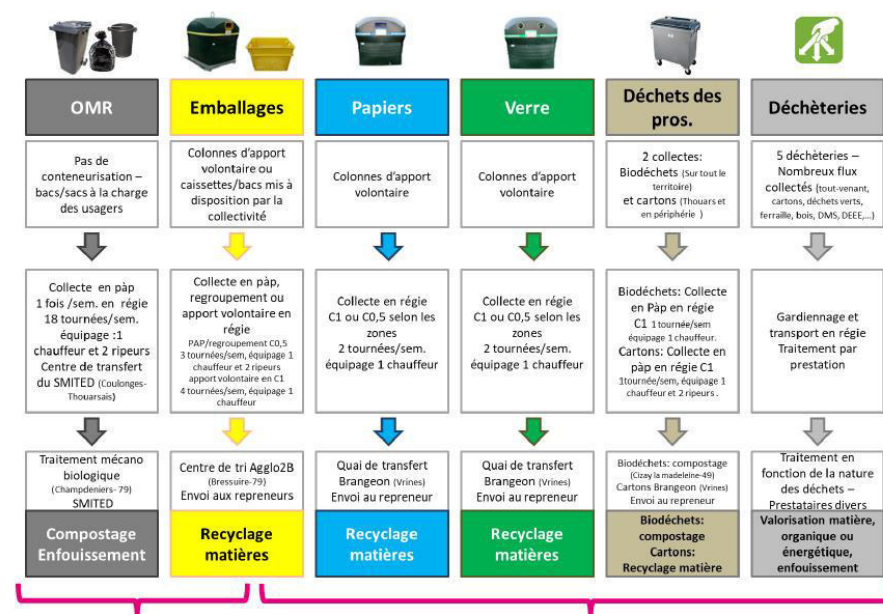 OMR
Pas de
conteneurisation –
bacs/sacs à la charge
des usagers
Collecte en pàp
1 fois /sem. en régie
18 tournées/sem.
équipage :1
chauffeur et 2 ripeurs
Centre de transfert
du SMITED (Coulonges-
Thouarsais)
Traitement mécano
biologique
(Champdeniers- 79)
SMITED
Compostage
Enfouissement
Emballages
Colonnes d'apport
volontaire ou
caissettes/bacs mis à
disposition par la
collectivité
Collecte en pàp,
regroupement ou
apport volontaire en
régie
PAP/regroupement C0,5
3 tournées/sem, équipage 1
chauffeur et 2 ripeurs
apport volontaire en C1
4 tournées/sem, équipage 1
chauffeur
Centre de tri Agglo2B
(Bressuire-79)
Envoi aux repreneurs
Recyclage
matières
Papiers
Colonnes d'apport
volontaire
Collecte en régie
C1 ou C0,5 selon les
zones
2 tournées/sem.
équipage 1 chauffeur
Quai de transfert
Brangeon (Vrines)
Envoi au repreneur
Recyclage
matières
Verre
Colonnes d'apport
volontaire
Collecte en régie
C1 ou C0,5 selon les
zones
2 tournées/sem.
équipage 1 chauffeur
Quai de transfert
Brangeon (Vrines)
Envoi au repreneur
Recyclage
matières
Déchets des
pros.
2 collectes:
Biodéchets (Sur tout le
territoire)
et cartons (Thouars et
en périphérie )
Biodéchets: Collecte
en Pàp en régie
C1 1 tournée/sem
équipage 1 chauffeur.
Cartons: Collecte en
pàp en régie C1
1tournée/sem, équipage 1
chauffeur et 2 ripeurs .
Biodéchets: compostage
(Cizay la madeleine-49)
Cartons Brangeon (Vrines)
Envoi au repreneur
Biodéchets:
compostage
Cartons:
Recyclage matière
Déchèteries
5 déchèteries –
Nombreux flux
collectés (tout-venant,
cartons, déchets verts,
ferraille, bois, DMS, DEEE,...)
Gardiennage et
transport en régie
Traitement par
prestation
Traitement en
fonction de la nature
des déchets –
Prestataires divers
Valorisation matière,
organique ou
énergétique,
enfouissement